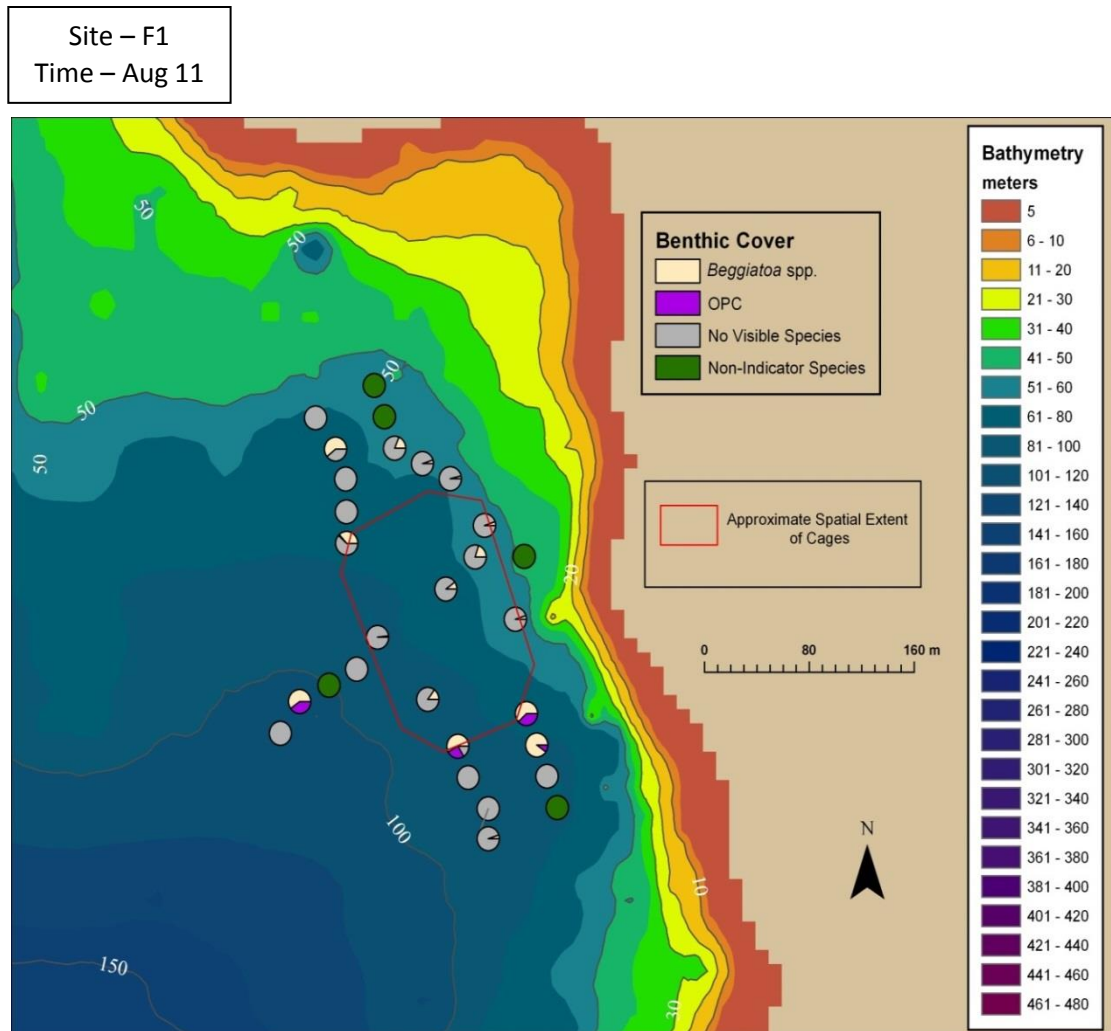 Site – F1
Time – Aug 11
Bathymetry
meters
5
6 - 10
11 - 20
21 - 30
31 - 40
41 - 50
51 - 60
61 - 80
81 - 100
101 - 120
121 - 140
141 - 160
161 - 180
181 - 200
201 - 220
221 - 240
241 - 260
261 - 280
281 - 300
301 - 320
321 - 340
341 - 360
361 - 380
381 - 400
401 - 420
421 - 440
441 - 460
461 - 480
Benthic Cover
Beggiatoa spp.
OPC
No Visible Species
Non-Indicator Species
Approximate Spatial Extent
of Cages
0 80 160 m
N
50
50
50
50
50
20
100
10
150
30